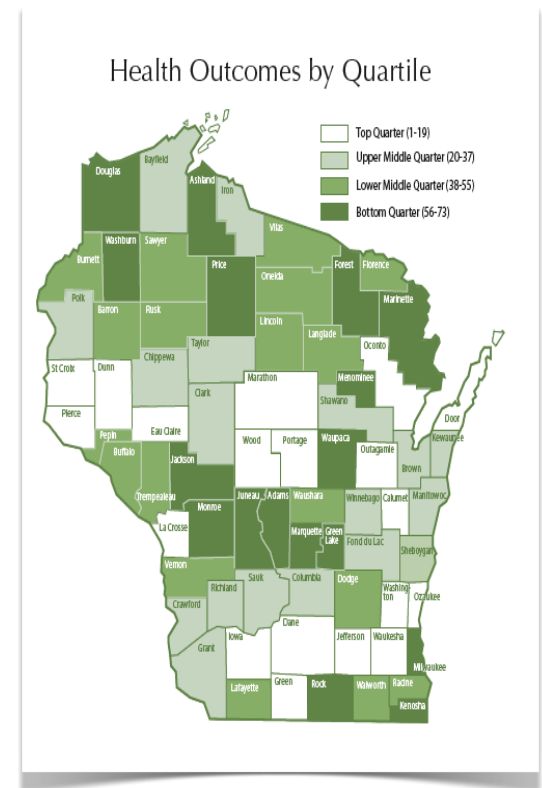 Health Outcomes by Quartile
Top Quarter (1-19)
Upper Middle Quarter (20-37)
Lower Middle Quarter (38-55)
Bottom Quarter (56-73)
Douglas
Bayfield
Ashland
Iron
Vilas
Washburn
Sawyer
Burnett
Price
Forest
Florence
Oneida
Polk
Barron
Rusk
Marinette
Lincoln
Langlade
Taylor
Oconto
Chippewa
St Croix
Dunn
Marathon
Menominee
Clark
Shawano
Pierce
Door
Eau Claire
Pepin
Wood
Portage
Waupaca
Kewaunee
Outagamie
Buffalo
Jackson
Brown
Trempealeau
Juneau
Adams
Waushara
Winnebago
Calumet
Manitowoc
Monroe
La Crosse
Marquette
Green
Lake
Fond du Lac
Sheboygan
Vernon
Sauk
Columbia
Dodge
Richland
Washing-
ton
Ozaukee
Crawford
Dane
Iowa
Jefferson
Waukesha
Grant
Milwaukee
Lafayette
Green
Rock
Walworth
Racine
Kenosha